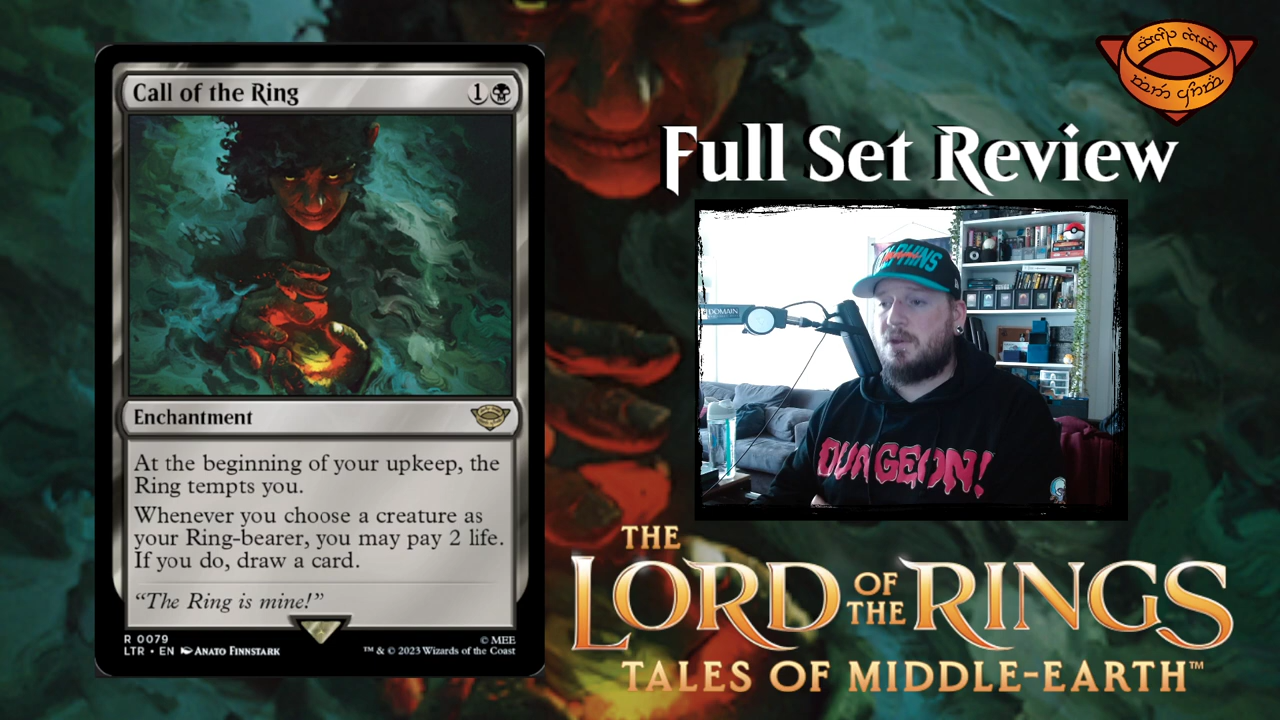 Call of the Ring 1
Enchantment
At the beginning of your upkeep, the
Ring tempts you.
Whenever you choose a creature as
your Ring-bearer, you may pay 2 life.
If you do, draw a card.
“The Ring is mine!”
R 0079
LTR • EN Anato Finnstark
© MEE
™ & © 2023 Wizards of the Coast
Full Set Review
DOMAIN
DUNGEON!
THE
LORD OF THE RINGS
TALES OF MIDDLE-EARTH™